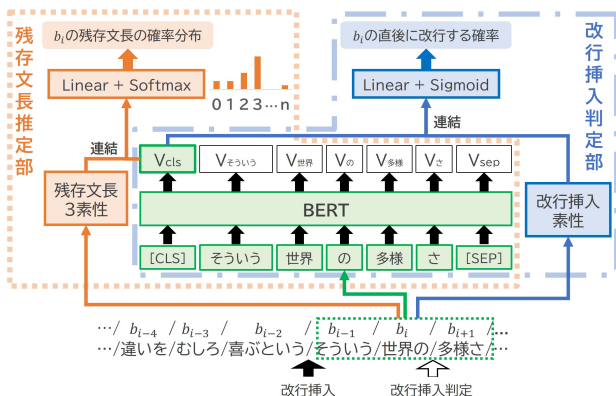 残存文長推定部
b_iの残存文長の確率分布
Linear + Softmax
0 1 2 3 … n
b_iの直後に改行する確率
Linear + Sigmoid
改行挿入判定部
連結
連結
残存文長
3素性
Vcls Vそういう V世界 Vの V多様 Vさ Vsep
BERT
[CLS] そういう 世界 の 多様 さ [SEP]
改行挿入
素性
…/ b_{i−4} / b_{i−3} / b_{i−2} / b_{i−1} / b_i / b_{i+1} /…
…/違いを/むしろ/喜ぶという/そういう/世界の/多様さ/…
改行挿入
改行挿入判定